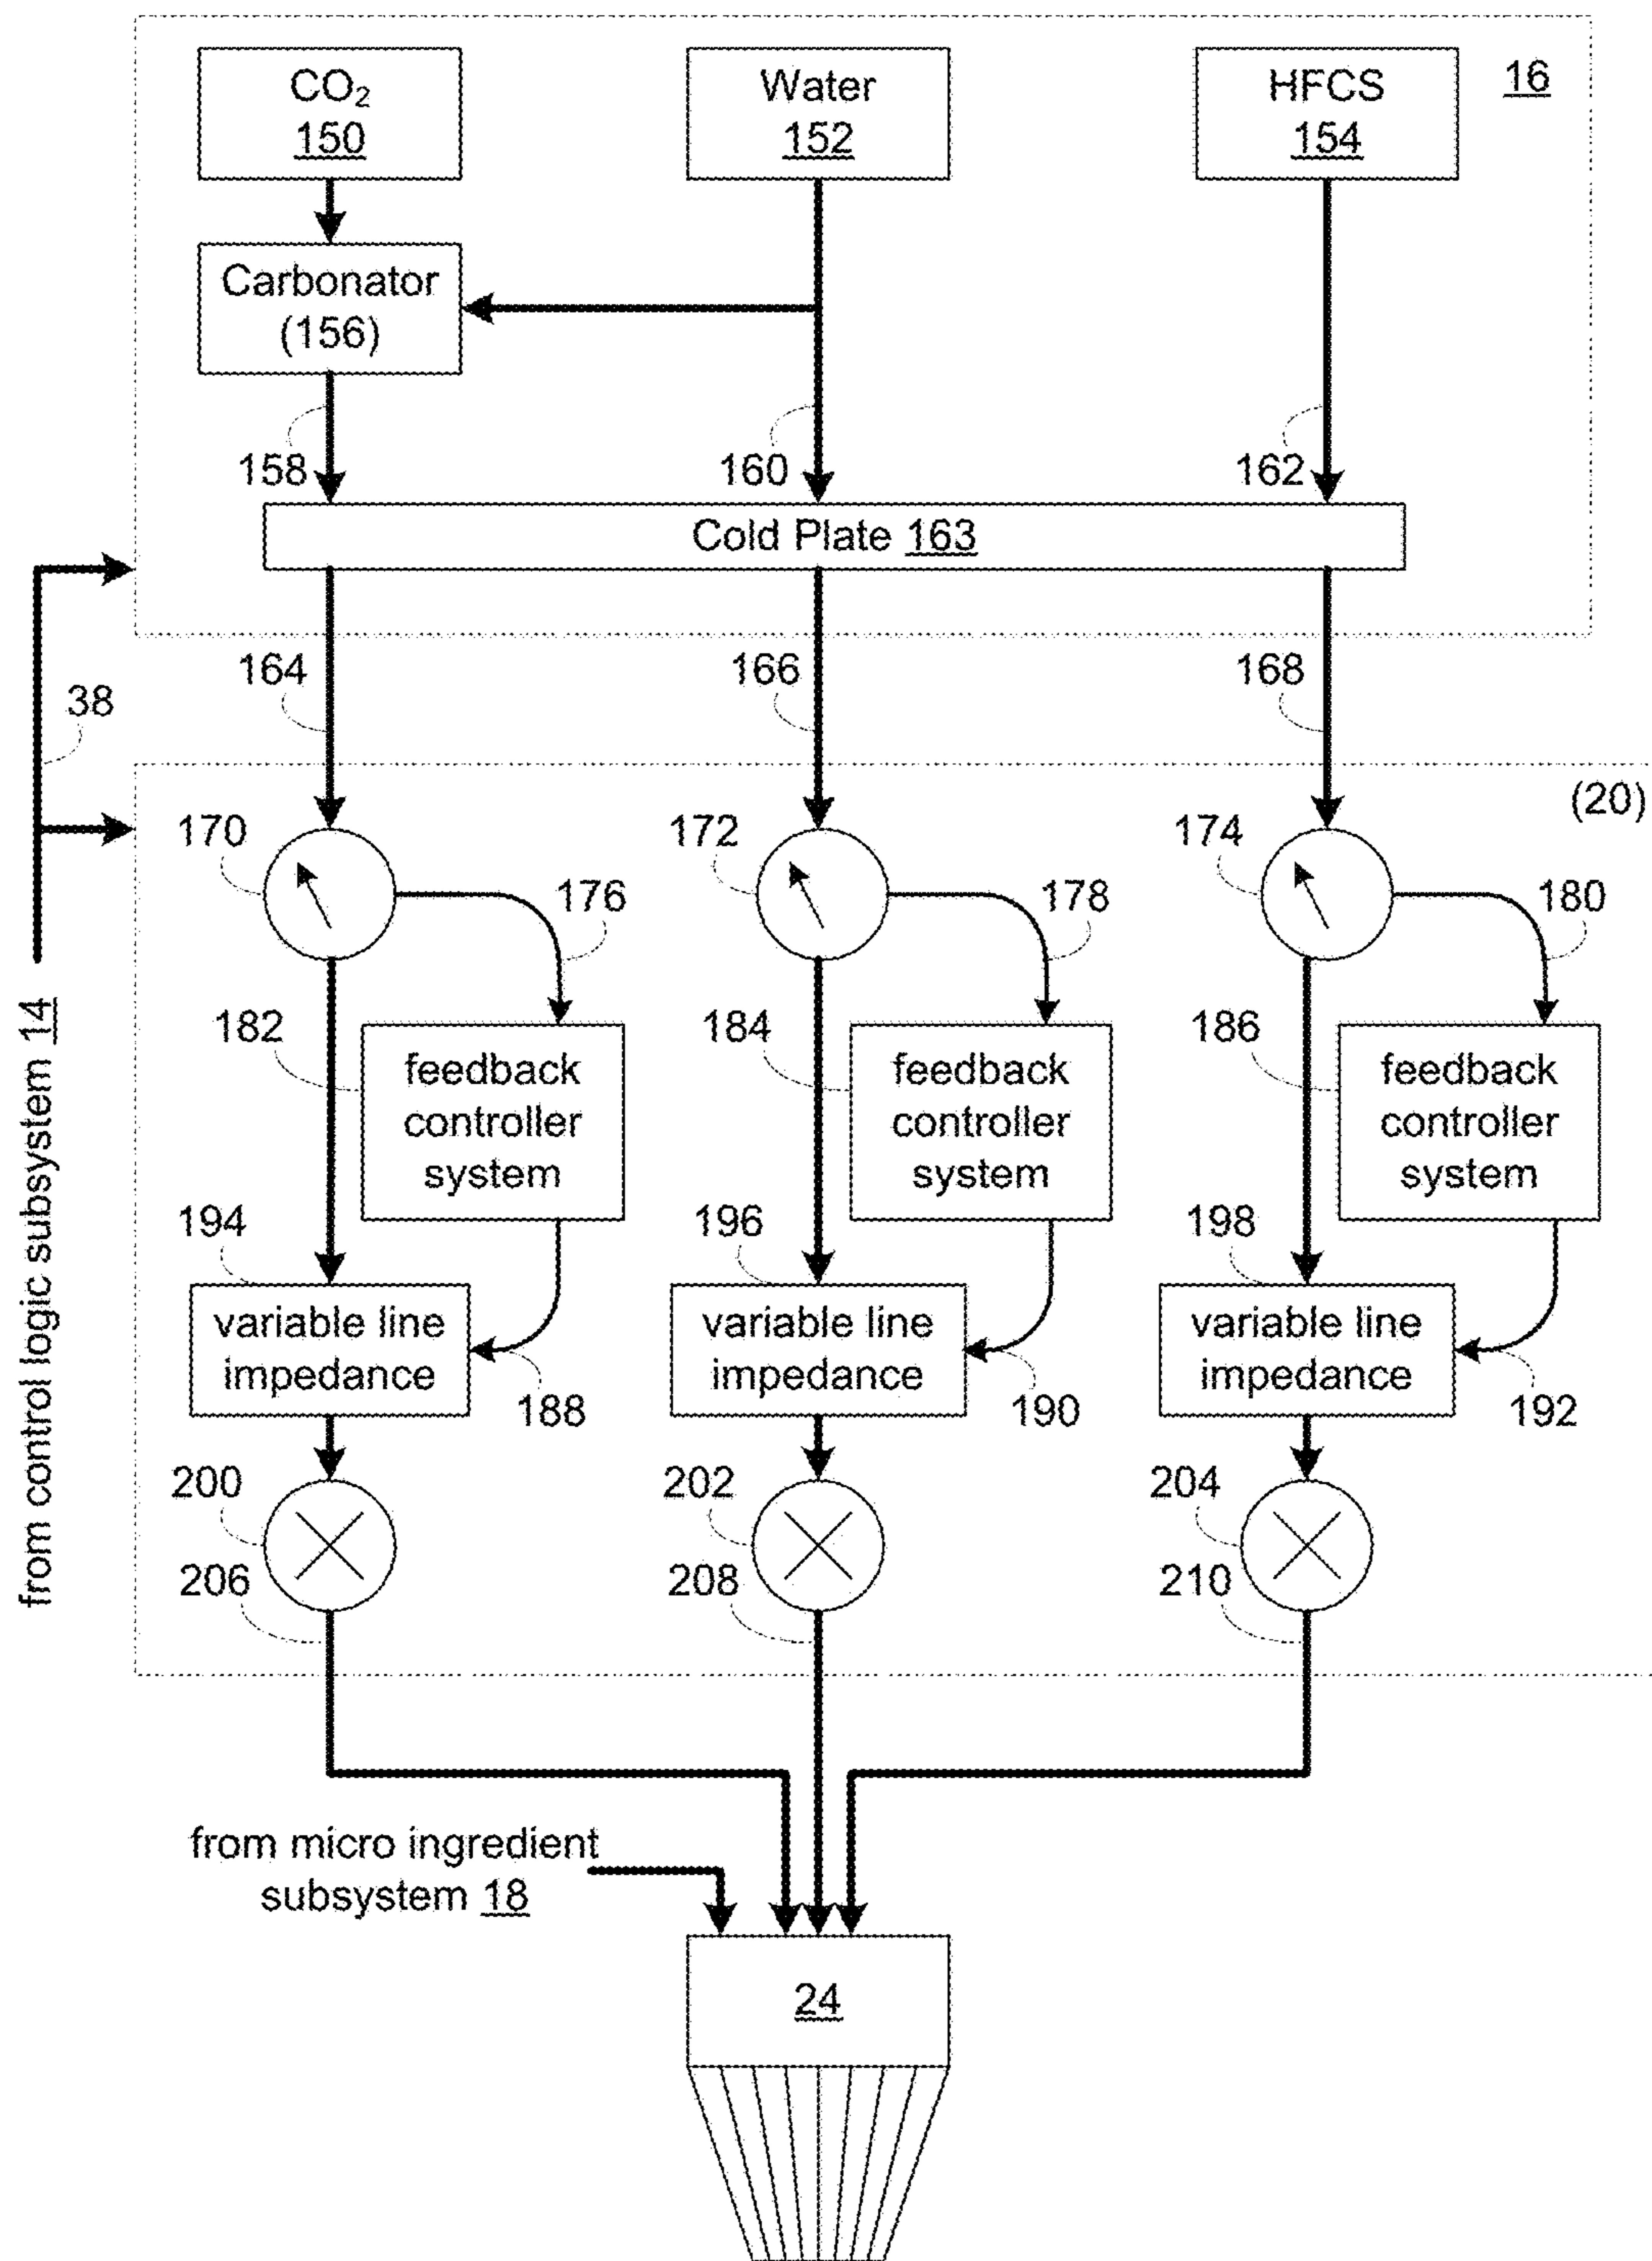 CO₂
150
Water
152
HFCS
154
16
Carbonator
(156)
158
160
162
Cold Plate 163
164
166
168
38
(20)
170
172
174
176
178
180
182
184
186
feedback
controller
system
feedback
controller
system
feedback
controller
system
from control logic subsystem 14
194
196
198
variable line
impedance
variable line
impedance
variable line
impedance
188
190
192
200
202
204
206
208
210
from micro ingredient
subsystem 18
24